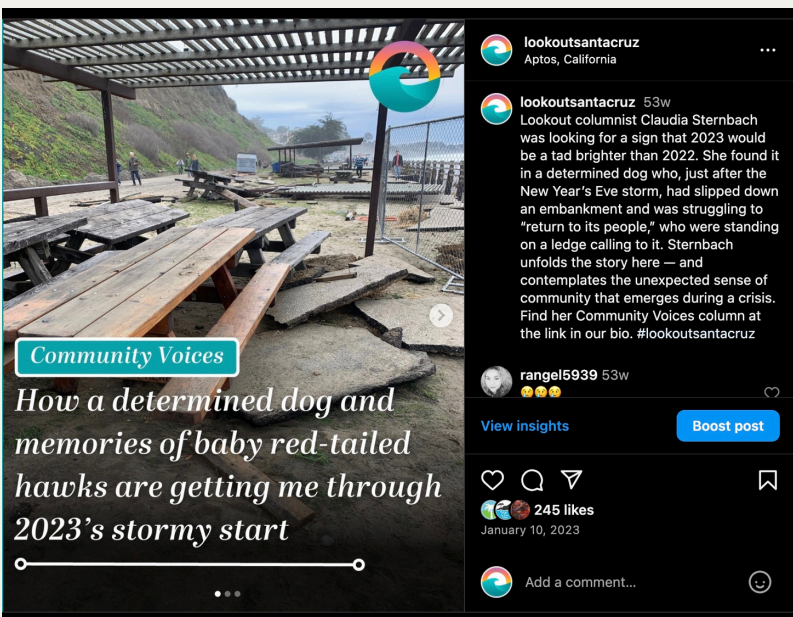 Community Voices
How a determined dog and
memories of baby red-tailed
hawks are getting me through
2023's stormy start
lookoutsantacruz
Aptos, California
lookoutsantacruz 53w
Lookout columnist Claudia Sternbach
was looking for a sign that 2023 would
be a tad brighter than 2022. She found it
in a determined dog who, just after the
New Year's Eve storm, had slipped down
an embankment and was struggling to
“return to its people,” who were standing
on a ledge calling to it. Sternbach
unfolds the story here — and
contemplates the unexpected sense of
community that emerges during a crisis.
Find her Community Voices column at
the link in our bio. #lookoutsantacruz
rangel5939 53w
😢😢😢
View insights
Boost post
245 likes
January 10, 2023
Add a comment...